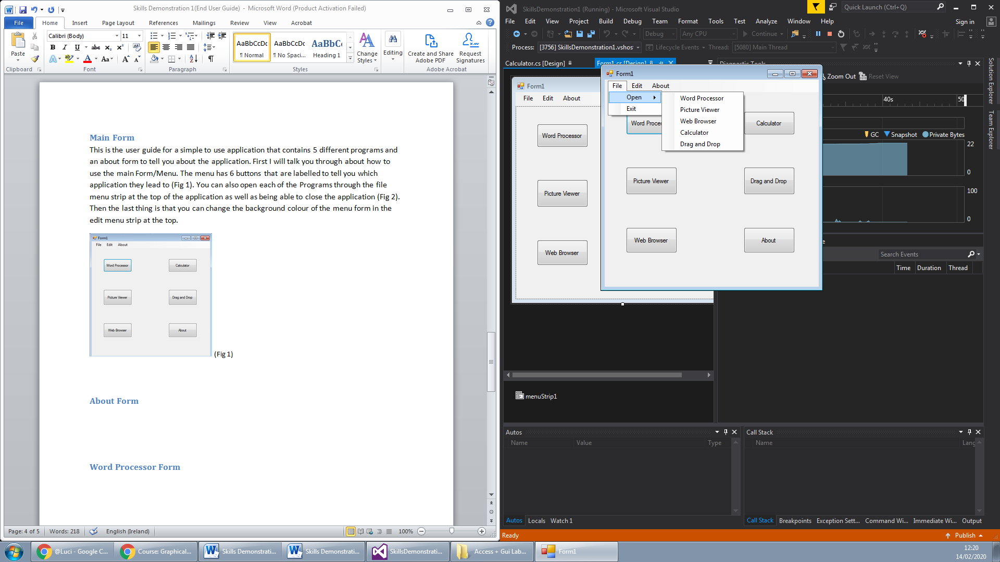 Skills Demonstration 1(End User Guide) - Microsoft Word (Product Activation Failed)
File Home Insert Page Layout References Mailings Review View Acrobat
Calibri (Body) 11
Paste
AaBbCcDc AaBbCcDc AaBbC
¶ Normal ¶ No Spaci... Heading 1
Change Styles
Editing
Create and Share Adobe PDF
Request Signatures
Clipboard Font Paragraph Styles Adobe Acrobat
Main Form
This is the user guide for a simple to use application that contains 5 different programs and
an about form to tell you about the application. First I will talk you through about how to
use the main Form/Menu. The menu has 6 buttons that are labelled to tell you which
application they lead to (Fig 1). You can also open each of the Programs through the file
menu strip at the top of the application as well as being able to close the application (Fig 2).
Then the last thing is that you can change the background colour of the menu form in the
edit menu strip at the top.
Form1
File Edit About
Word Processor Calculator
Picture Viewer Drag and Drop
Web Browser About
(Fig 1)
About Form
Word Processor Form
Page: 4 of 5 Words: 218 English (Ireland) 100%
SkillsDemonstration1 (Running) - Microsoft Visual Studio
Quick Launch (Ctrl+Q)
File Edit View Project Build Debug Team Format Tools Test Analyze Window Help
Sign in
Debug Any CPU Continue
Process: [3756] SkillsDemonstration1.vshos Lifecycle Events Thread: [5080] Main Thread
Calculator.cs [Design] Form1.cs [Design] Diagnostic Tools
Form1
File Edit About
Word Processor
Picture Viewer
Web Browser
Form1
File Edit About
Open
Exit
Word Processor
Picture Viewer
Web Browser
Calculator
Drag and Drop
Word Proces Calculator
Picture Viewer Drag and Drop
Web Browser About
Zoom Out Reset View
40s 50
GC Snapshot Private Bytes
22
0
100
0
Search Events
Time Duration Thread
Solution Explorer
Team Explorer
menuStrip1
Autos
Name Value Type
Call Stack
Name Lang
Autos Locals Watch 1
Call Stack Breakpoints Exception Sett... Command Wi... Immediate Wi... Output
Ready
Publish
@Luci - Google C... Course: Graphical... Skills Demonstrati... Skills Demonstrati... SkillsDemonstrati... Access + Gui Lab... Form1
12:20
14/02/2020